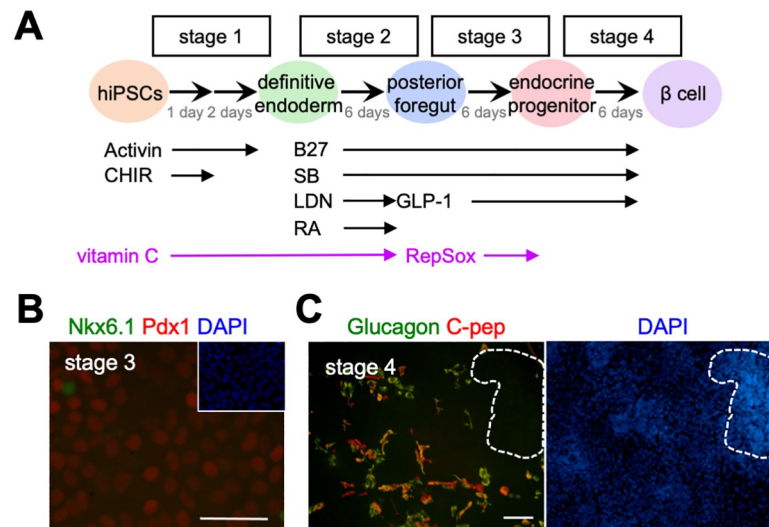 A
stage 1 stage 2 stage 3 stage 4
hiPSCs
1 day 2 days
definitive
endoderm
6 days
posterior
foregut
6 days
endocrine
progenitor
6 days
β cell
Activin
CHIR
B27
SB
LDN GLP-1
RA
vitamin C RepSox
B
Nkx6.1 Pdx1 DAPI
stage 3
C
Glucagon C-pep DAPI
stage 4